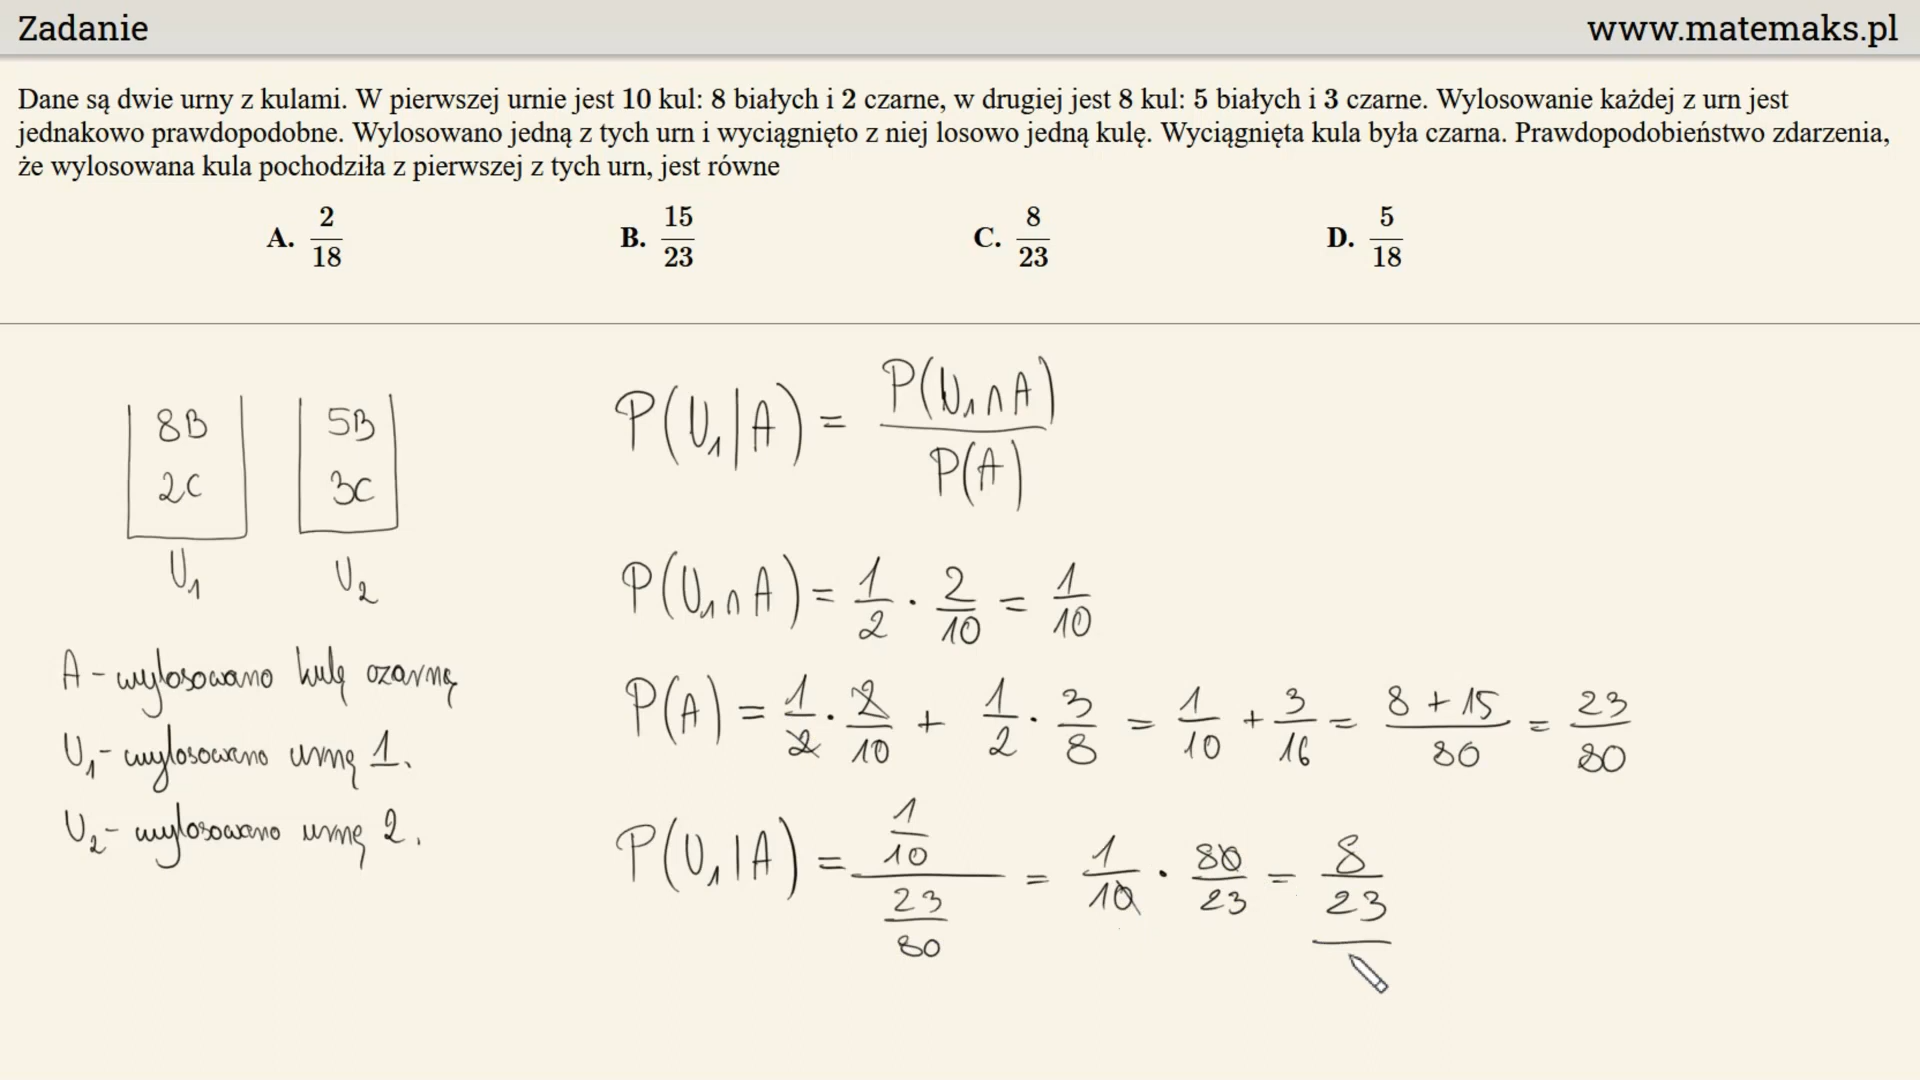 Zadanie
www.matemaks.pl
Dane są dwie urny z kulami. W pierwszej urnie jest 10 kul: 8 białych i 2 czarne, w drugiej jest 8 kul: 5 białych i 3 czarne. Wylosowanie każdej z urn jest
jednakowo prawdopodobne. Wylosowano jedną z tych urn i wyciągnięto z niej losowo jedną kulę. Wyciągnięta kula była czarna. Prawdopodobieństwo zdarzenia,
że wylosowana kula pochodziła z pierwszej z tych urn, jest równe
A. 2/18 B. 15/23 C. 8/23 D. 5/18
8B 5B
2C 3C
U₁ U₂
A - wylosowano kulę czarną
U₁ - wylosowano urnę 1.
U₂ - wylosowano urnę 2.
P(U₁|A) = P(U₁∩A)/P(A)
P(U₁∩A) = 1/2 · 2/10 = 1/10
P(A) = 1/2 · 2/10 + 1/2 · 3/8 = 1/10 + 3/16 = (8+15)/80 = 23/80
P(U₁|A) = (1/10)/(23/80) = 1/10 · 80/23 = 8/23